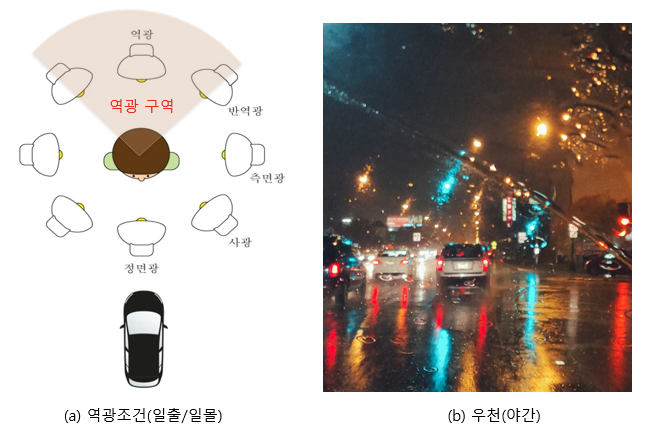 역광
역광 구역
반역광
측면광
사광
정면광
(a) 역광조건(일출/일몰)
(b) 우천(야간)